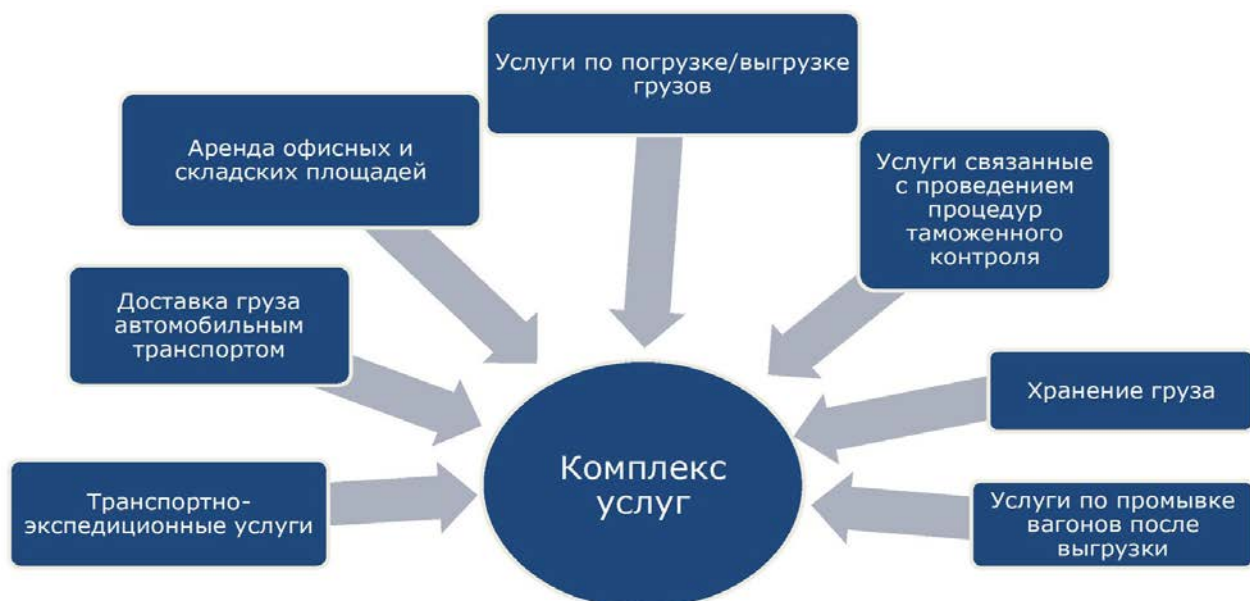 Услуги по погрузке/выгрузке
грузов
Аренда офисных и
складских площадей
Услуги связанные
с проведением
процедур
таможенного
контроля
Доставка груза
автомобильным
транспортом
Хранение груза
Транспортно-
экспедиционные услуги
Комплекс
услуг
Услуги по промывке
вагонов после
выгрузки